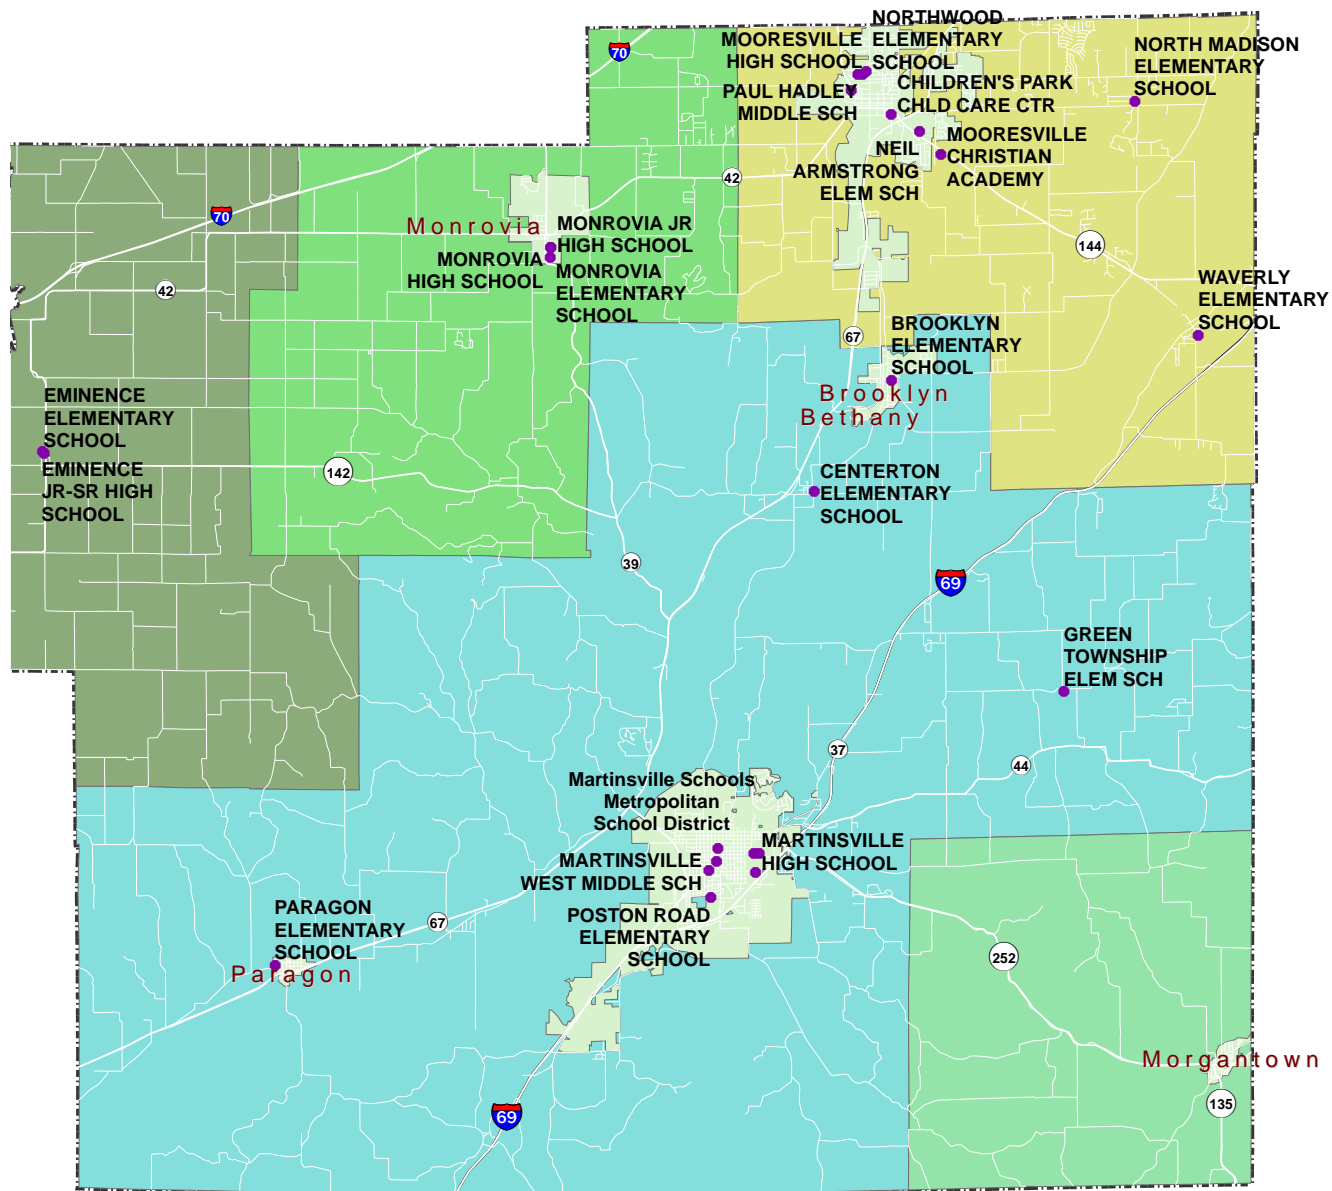 NORTHWOOD
ELEMENTARY
SCHOOL
MOORESVILLE
HIGH SCHOOL
NORTH MADISON
ELEMENTARY
SCHOOL
70
PAUL HADLEY
MIDDLE SCH
CHILDREN'S PARK
CHLD CARE CTR
MOORESVILLE
CHRISTIAN
ACADEMY
NEIL
ARMSTRONG
ELEM SCH
42
70
Monrovia
MONROVIA JR
HIGH SCHOOL
MONROVIA
HIGH SCHOOL
MONROVIA
ELEMENTARY
SCHOOL
144
42
WAVERLY
ELEMENTARY
SCHOOL
67
BROOKLYN
ELEMENTARY
SCHOOL
Brooklyn
Bethany
EMINENCE
ELEMENTARY
SCHOOL
EMINENCE
JR-SR HIGH
SCHOOL
142
CENTERTON
ELEMENTARY
SCHOOL
39
69
GREEN
TOWNSHIP
ELEM SCH
37
44
Martinsville Schools
Metropolitan
School District
MARTINSVILLE
HIGH SCHOOL
MARTINSVILLE
WEST MIDDLE SCH
PARAGON
ELEMENTARY
SCHOOL
67
POSTON ROAD
ELEMENTARY
SCHOOL
Paragon
252
Morgantown
135
69